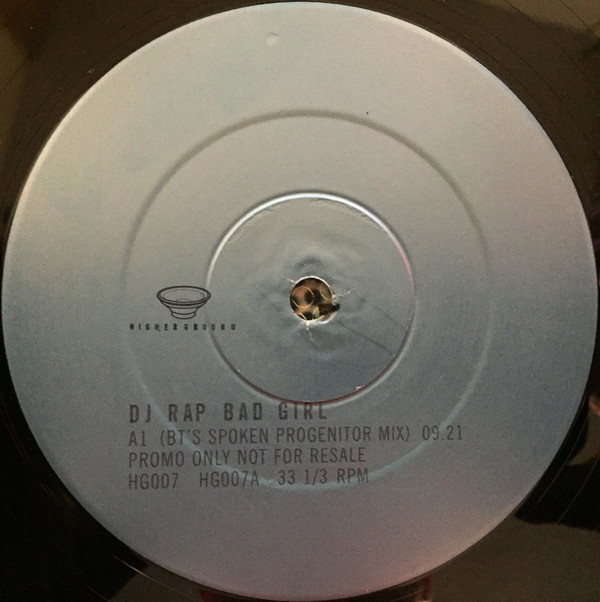 HIGHERGROUND
DJ RAP BAD GIRL
A1 (BT'S SPOKEN PROGENITOR MIX) 09.21
PROMO ONLY NOT FOR RESALE
HG007 HG007A 33 1/3 RPM